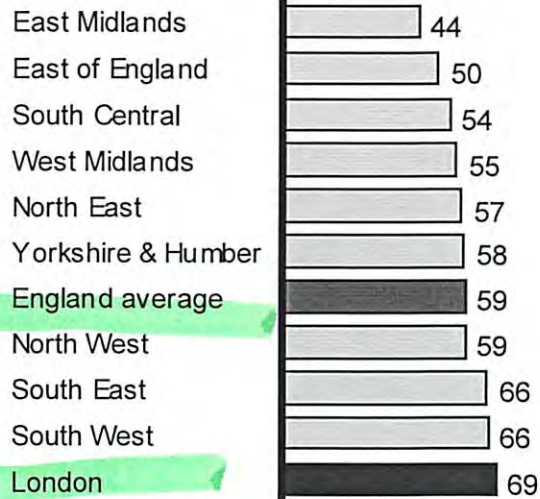 East Midlands 44
East of England 50
South Central 54
West Midlands 55
North East 57
Yorkshire & Humber 58
England average 59
North West 59
South East 66
South West 66
London 69